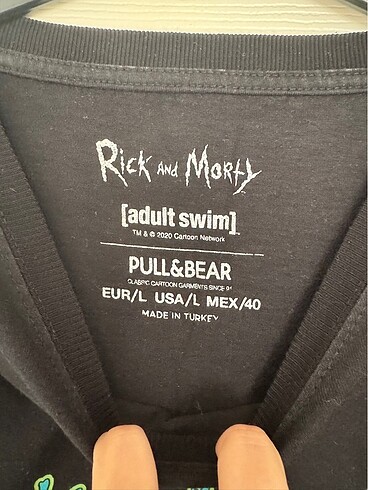 Rick and Morty
[adult swim]
TM & © 2020 Cartoon Network
PULL&BEAR
CLASSIC CARTOON GARMENTS SINCE 91
EUR/L USA/L MEX/40
MADE IN TURKEY